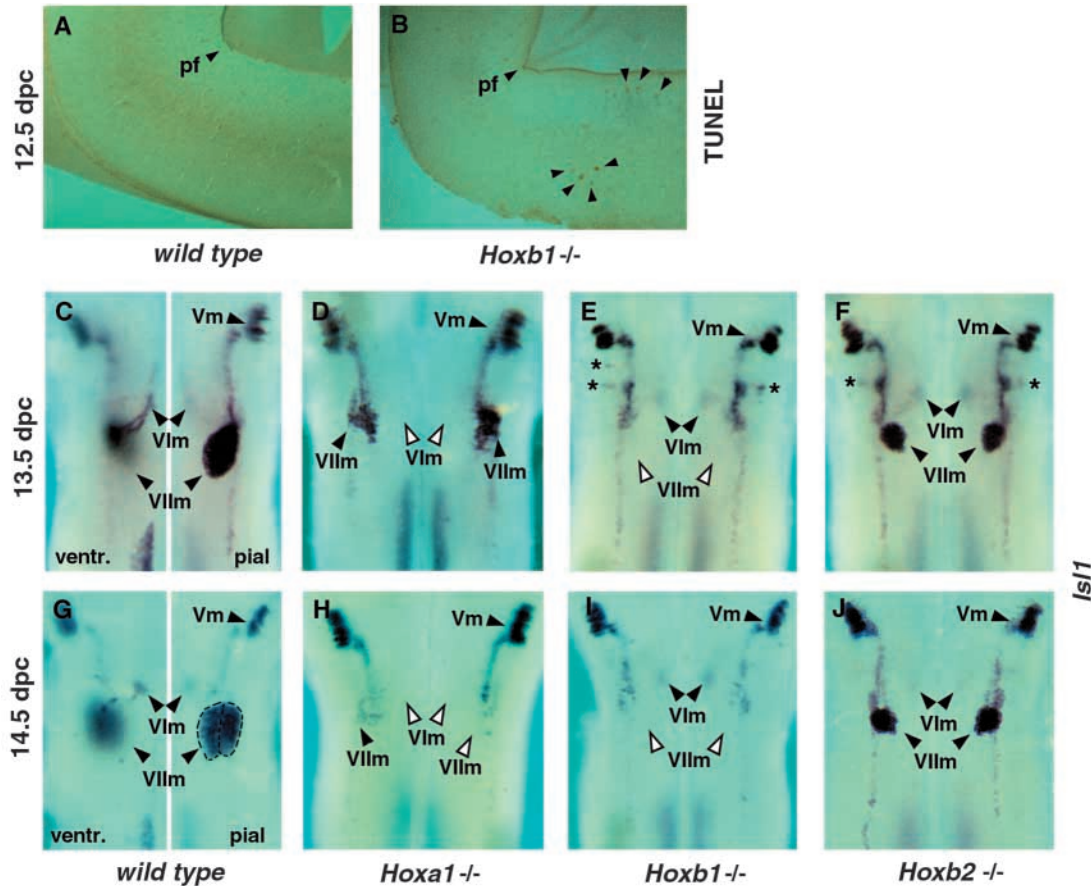 A
pf
B
pf
12.5 dpc
TUNEL
wild type
Hoxb1 -/-
C
Vm
VIm
VIIm
ventr.
pial
D
Vm
VIm
VIIm
VIIm
E
Vm
*
*
*
VIm
VIIm
F
*
*
VIm
VIIm
13.5 dpc
Isl1
G
Vm
VIm
VIIm
ventr.
pial
H
Vm
VIm
VIIm
VIIm
I
Vm
VIm
VIIm
J
VIm
VIIm
14.5 dpc
wild type
Hoxa1 -/-
Hoxb1 -/-
Hoxb2 -/-